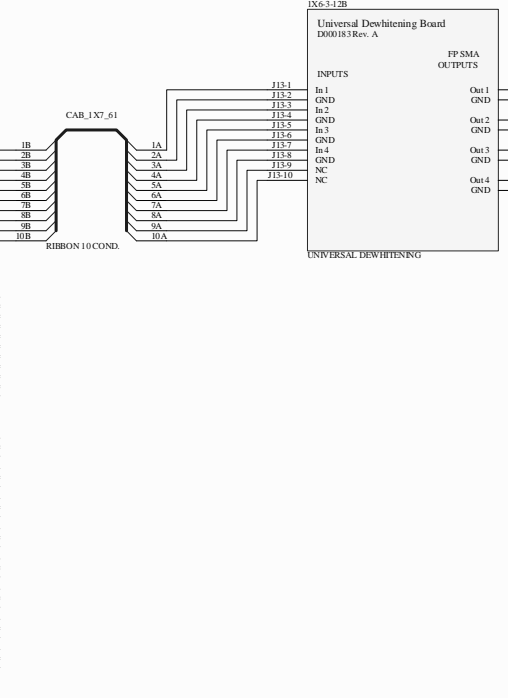 1X6-3-12B
Universal Dewhitening Board
D000183 Rev. A
FP SMA
OUTPUTS
INPUTS
J13-1 In 1 Out 1
J13-2 GND GND
J13-3 In 2
J13-4 GND Out 2
J13-5 In 3 GND
J13-6 GND
J13-7 In 4 Out 3
J13-8 GND GND
J13-9 NC
J13-10 NC Out 4
GND
UNIVERSAL DEWHITENING
CAB_1X7_61
1B 1A
2B 2A
3B 3A
4B 4A
5B 5A
6B 6A
7B 7A
8B 8A
9B 9A
10B 10A
RIBBON 10 COND.